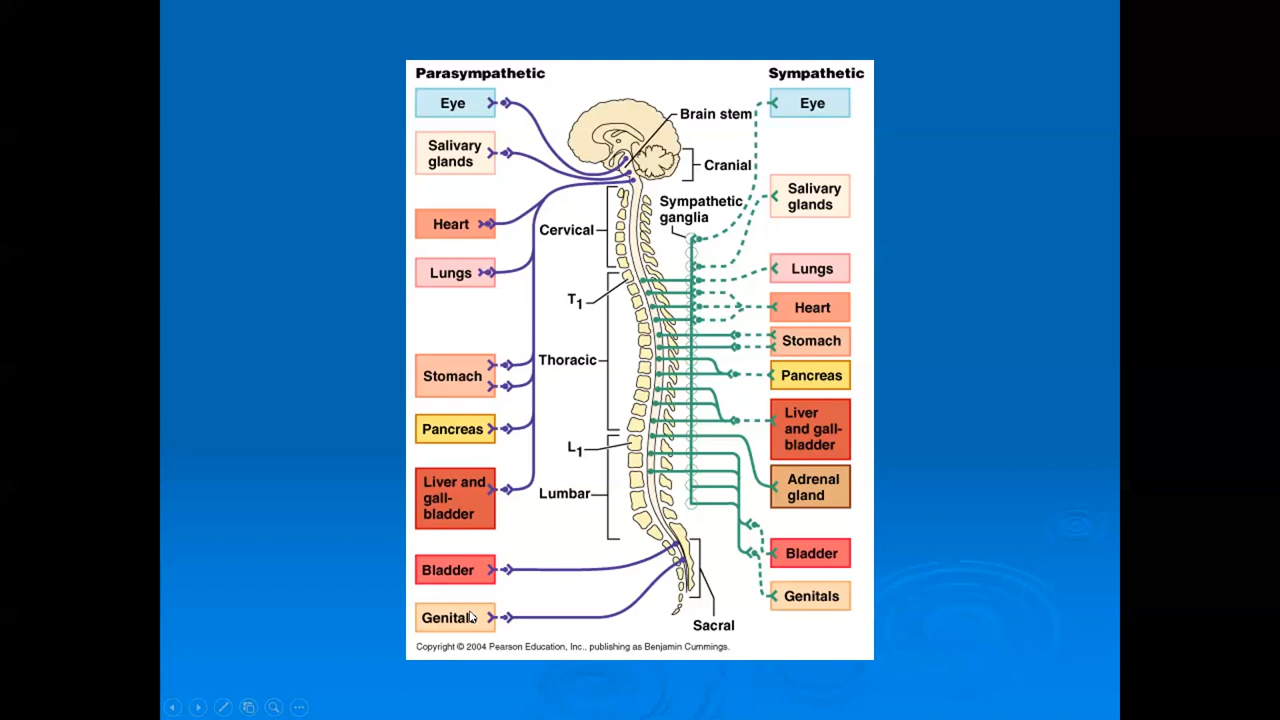 Parasympathetic
Eye
Salivary
glands
Heart
Lungs
Stomach
Pancreas
Liver and
gall-
bladder
Bladder
Genitals
Brain stem
Cranial
Sympathetic
ganglia
Cervical
T1
Thoracic
L1
Lumbar
Sacral
Sympathetic
Eye
Salivary
glands
Lungs
Heart
Stomach
Pancreas
Liver
and gall-
bladder
Adrenal
gland
Bladder
Genitals
Copyright © 2004 Pearson Education, Inc., publishing as Benjamin Cummings.